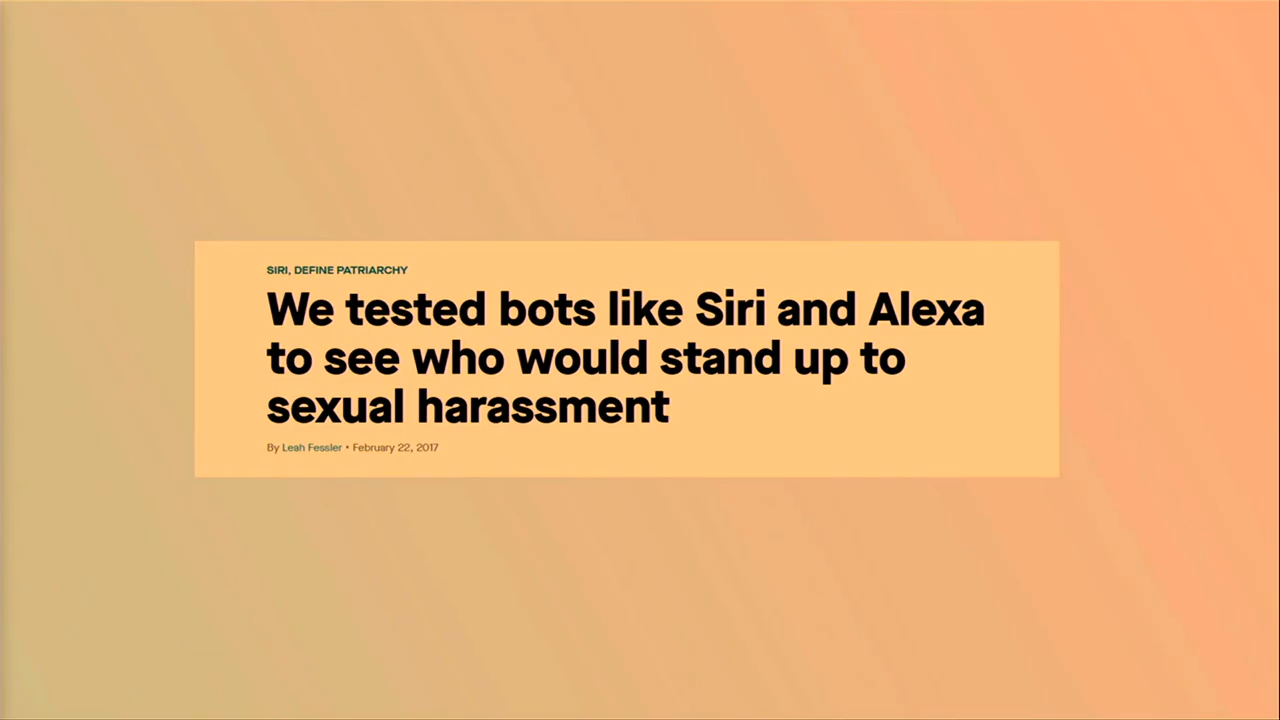 SIRI, DEFINE PATRIARCHY
We tested bots like Siri and Alexa
to see who would stand up to
sexual harassment
By Leah Fessler • February 22, 2017